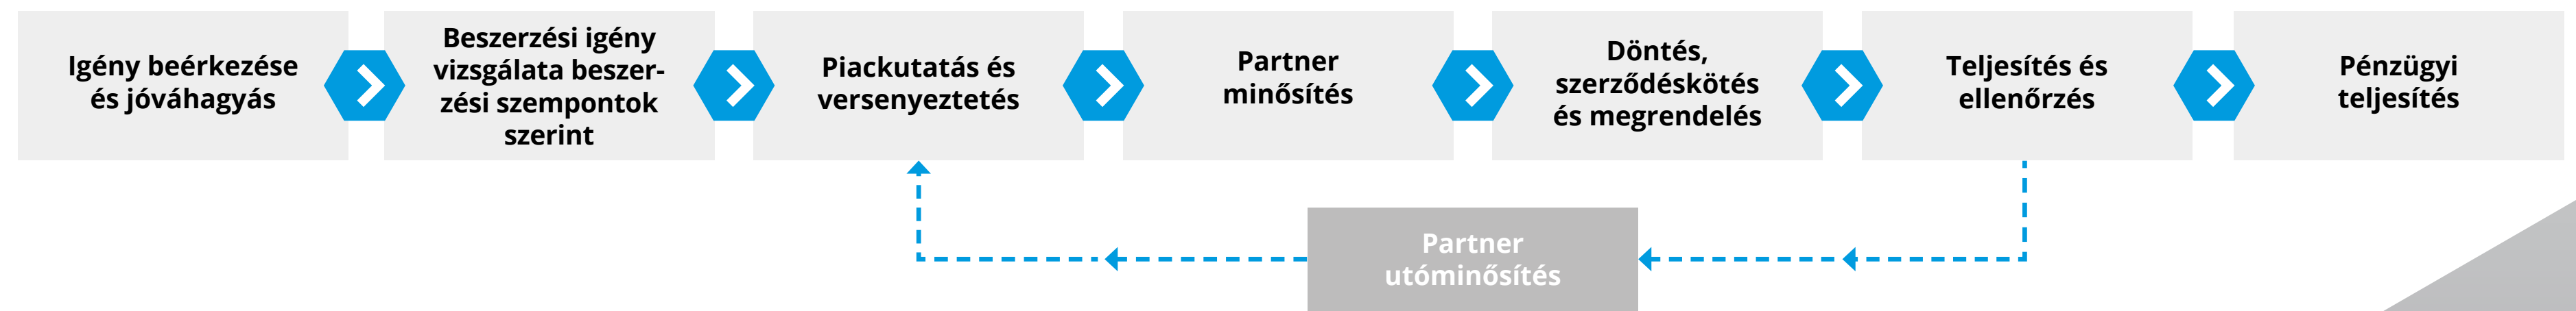 Igény beérkezése
és jóváhagyás
Beszerzési igény
vizsgálata beszer-
zési szempontok
szerint
Piackutatás és
versenyeztetés
Partner
minősítés
Döntés,
szerződéskötés
és megrendelés
Teljesítés és
ellenőrzés
Pénzügyi
teljesítés
Partner
utóminősítés